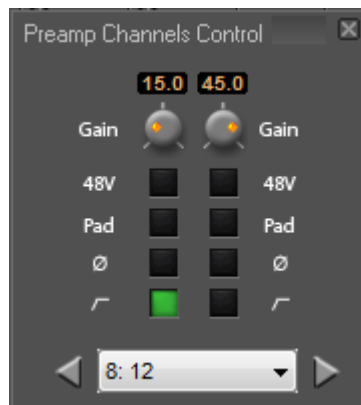 Preamp Channels Control
15.0 45.0
Gain Gain
48V 48V
Pad Pad
Ø Ø
8: 12